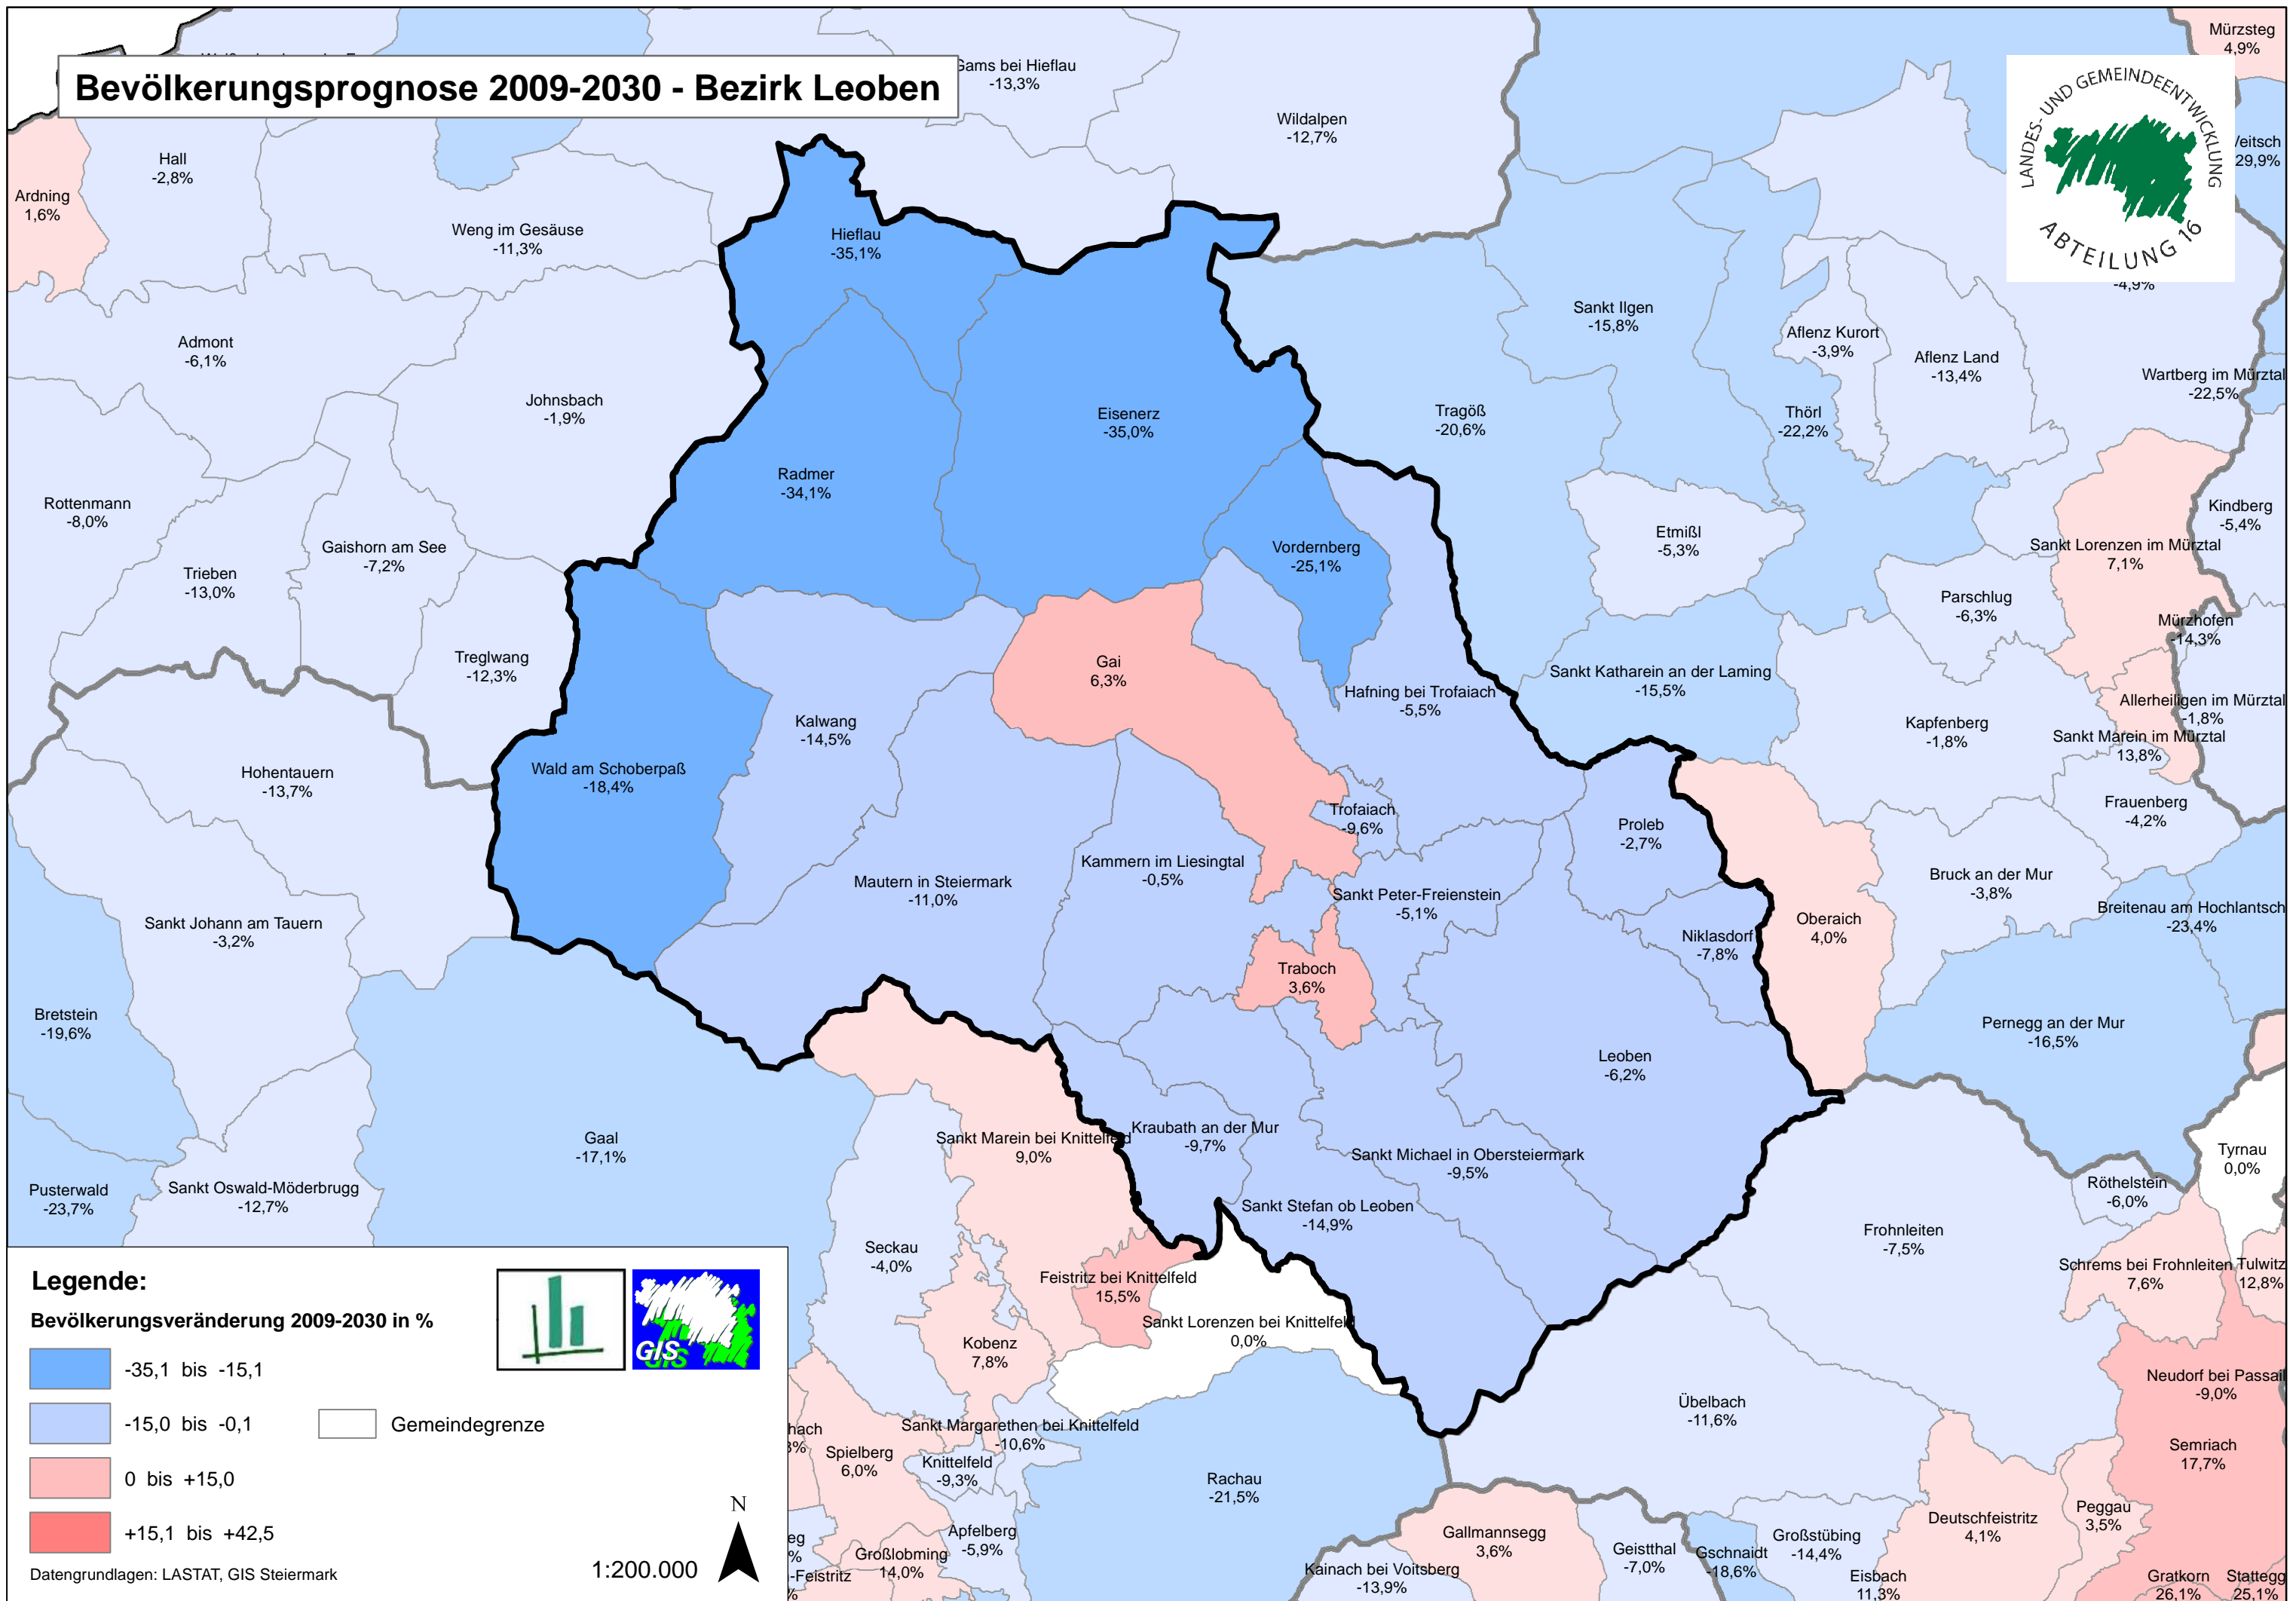 Bevölkerungsprognose 2009-2030 - Bezirk Leoben
Gams bei Hieflau
-13,3%
Wildalpen
-12,7%
Mürzsteg
4,9%
LANDES- UND GEMEINDEENTWICKLUNG
ABTEILUNG 16
Veitsch
-29,9%
-4,9%
Ardning
1,6%
Hall
-2,8%
Weng im Gesäuse
-11,3%
Hieflau
-35,1%
Admont
-6,1%
Johnsbach
-1,9%
Eisenerz
-35,0%
Radmer
-34,1%
Tragöß
-20,6%
Sankt Ilgen
-15,8%
Aflenz Kurort
-3,9%
Aflenz Land
-13,4%
Wartberg im Mürztal
-22,5%
Thörl
-22,2%
Rottenmann
-8,0%
Gaishorn am See
-7,2%
Trieben
-13,0%
Vordernberg
-25,1%
Etmißl
-5,3%
Kindberg
-5,4%
Sankt Lorenzen im Mürztal
7,1%
Parschlug
-6,3%
Mürzhofen
-14,3%
Treglwang
-12,3%
Gai
6,3%
Hafning bei Trofaiach
-5,5%
Sankt Katharein an der Laming
-15,5%
Allerheiligen im Mürztal
-1,8%
Kapfenberg
-1,8%
Sankt Marein im Mürztal
13,8%
Kalwang
-14,5%
Hohentauern
-13,7%
Wald am Schoberpaß
-18,4%
Trofaiach
-9,6%
Proleb
-2,7%
Frauenberg
-4,2%
Kammern im Liesingtal
-0,5%
Mautern in Steiermark
-11,0%
Sankt Peter-Freienstein
-5,1%
Bruck an der Mur
-3,8%
Breitenau am Hochlantsch
-23,4%
Oberaich
4,0%
Niklasdorf
-7,8%
Sankt Johann am Tauern
-3,2%
Traboch
3,6%
Bretstein
-19,6%
Pernegg an der Mur
-16,5%
Leoben
-6,2%
Gaal
-17,1%
Sankt Marein bei Knittelfeld
9,0%
Kraubath an der Mur
-9,7%
Sankt Michael in Obersteiermark
-9,5%
Tyrnau
0,0%
Pusterwald
-23,7%
Sankt Oswald-Möderbrugg
-12,7%
Röthelstein
-6,0%
Sankt Stefan ob Leoben
-14,9%
Frohnleiten
-7,5%
Seckau
-4,0%
Feistritz bei Knittelfeld
15,5%
Schrems bei Frohnleiten
7,6%
Tulwitz
12,8%
Sankt Lorenzen bei Knittelfeld
0,0%
Kobenz
7,8%
Neudorf bei Passail
-9,0%
Übelbach
-11,6%
Sankt Margarethen bei Knittelfeld
-10,6%
Spielberg
6,0%
Knittelfeld
-9,3%
Rachau
-21,5%
Semriach
17,7%
Peggau
3,5%
Deutschfeistritz
4,1%
Apfelberg
-5,9%
Gallmannsegg
3,6%
Großstübing
-14,4%
Geistthal
-7,0%
Gschnaidt
-18,6%
Großlobming
14,0%
Kainach bei Voitsberg
-13,9%
Eisbach
11,3%
Gratkorn
26,1%
Stattegg
25,1%
-Feistritz
Legende:
Bevölkerungsveränderung 2009-2030 in %
-35,1 bis -15,1
-15,0 bis -0,1
0 bis +15,0
+15,1 bis +42,5
Gemeindegrenze
GIS
Datengrundlagen: LASTAT, GIS Steiermark
1:200.000
N